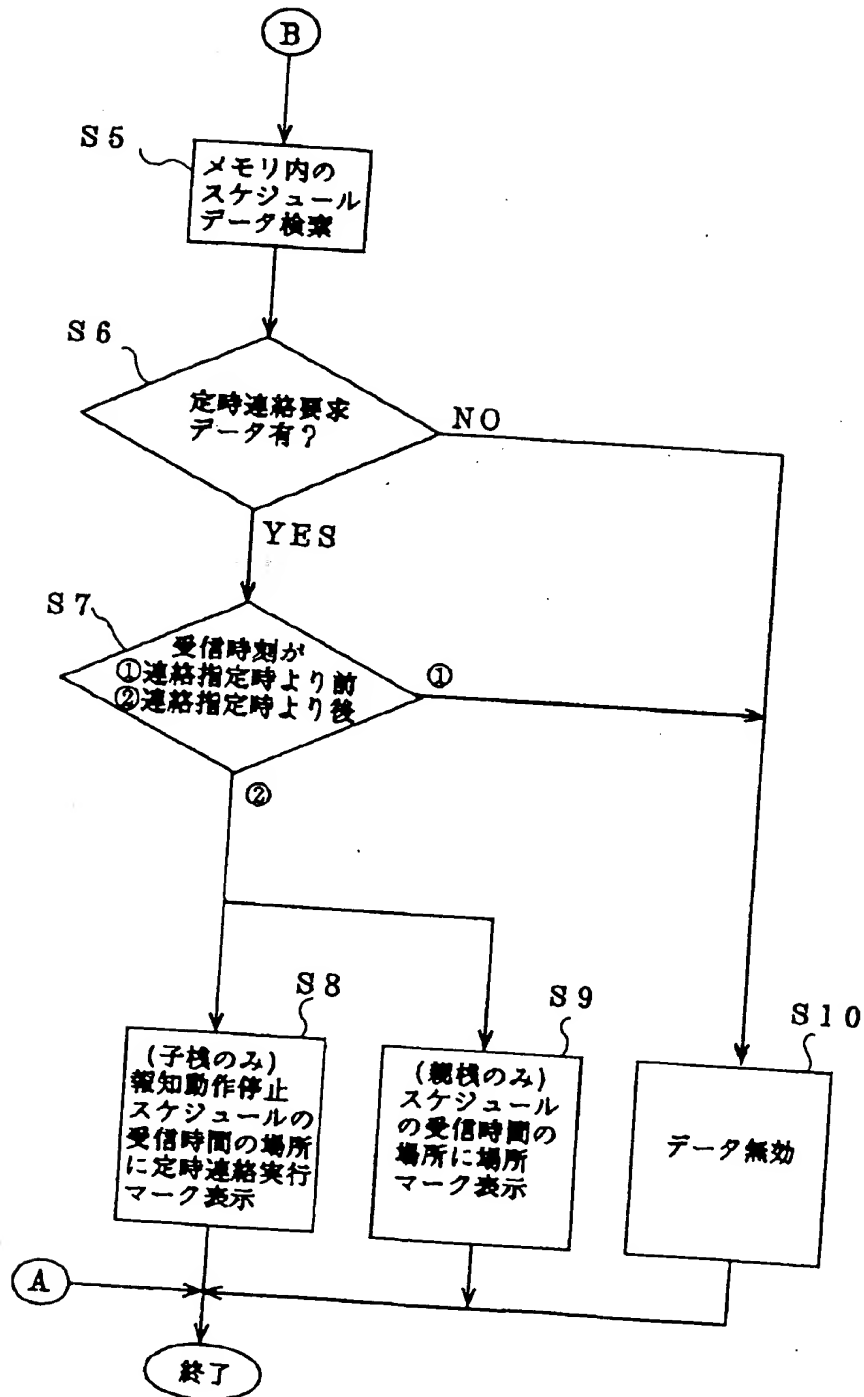 B
S5
メモリ内の
スケジュール
データ検索
S6
定時連絡要求
データ有?
NO
YES
S7
受信時刻が
①連絡指定時より前
②連絡指定時より後
①
②
S8
(子機のみ)
報知動作停止
スケジュールの
受信時間の場所
に定時連絡実行
マーク表示
S9
(親機のみ)
スケジュール
の受信時間の
場所に場所
マーク表示
S10
データ無効
A
終了